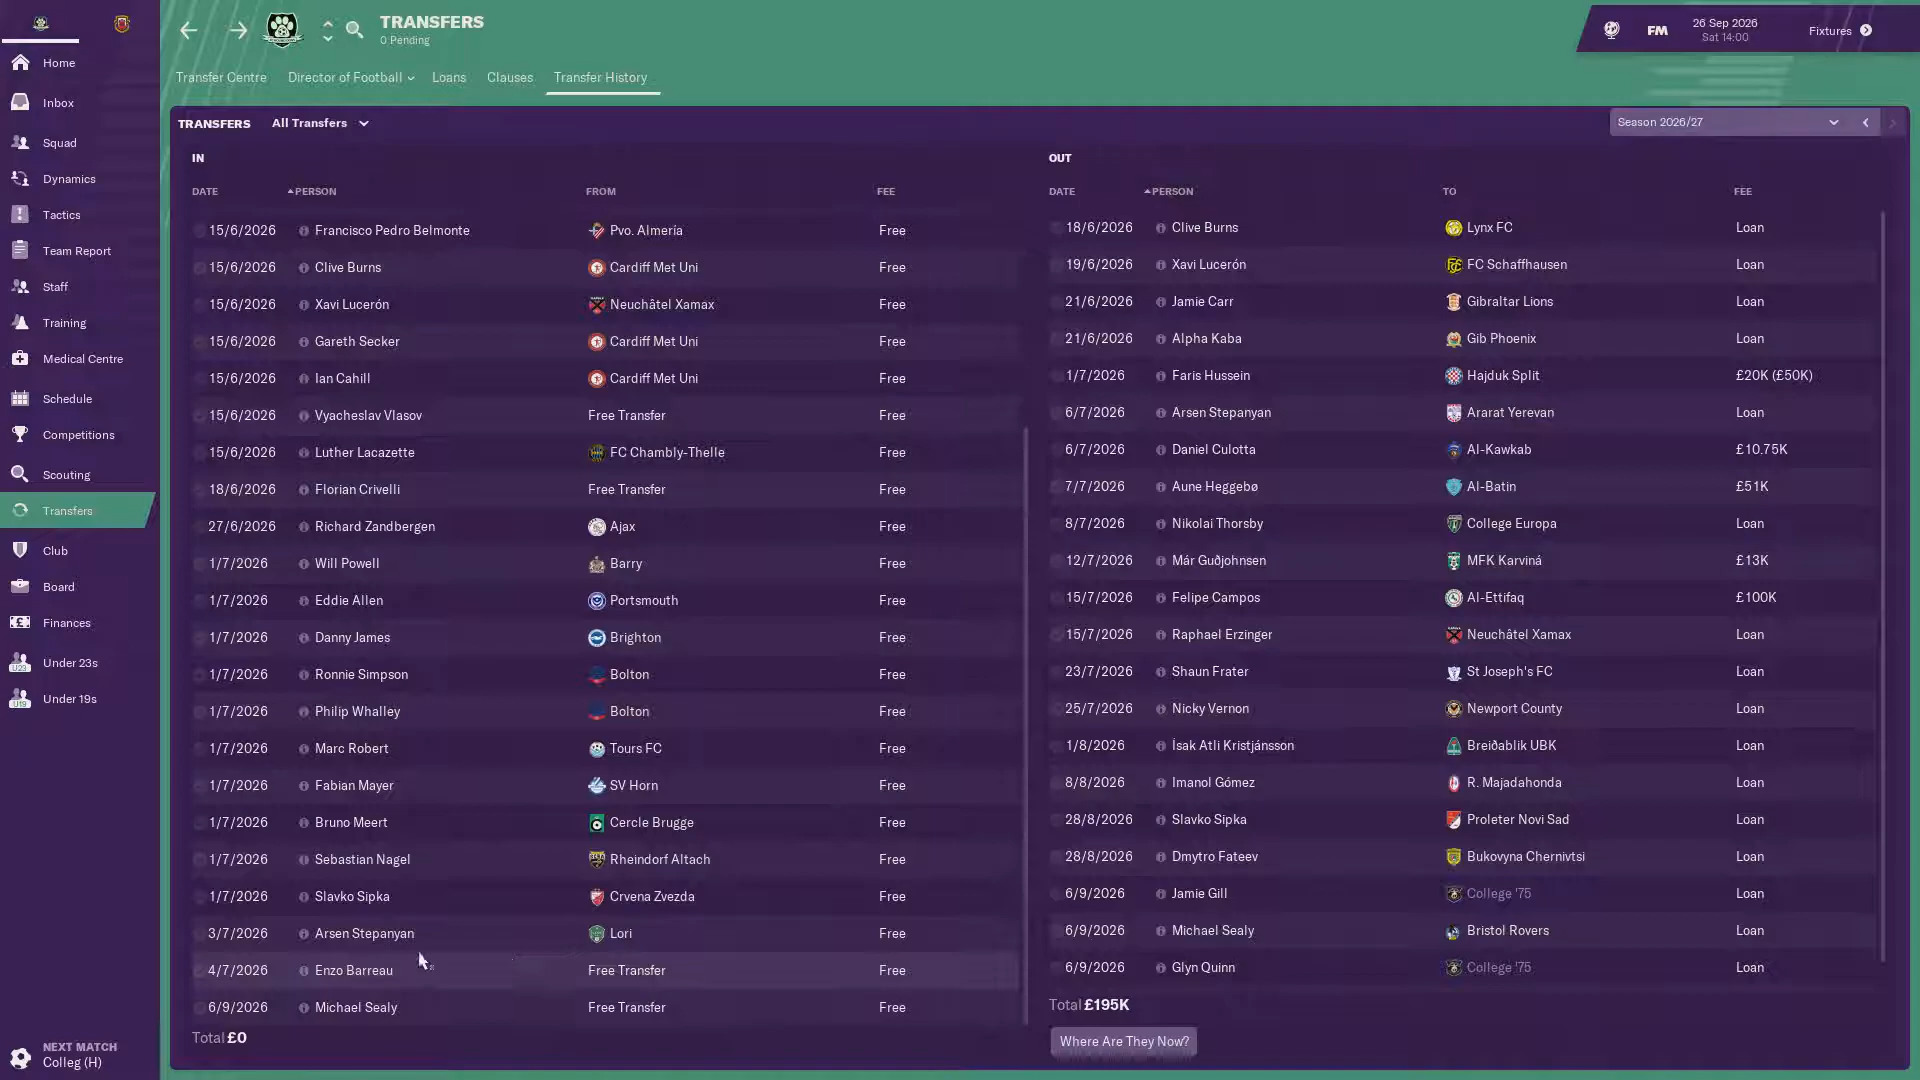 TRANSFERS
0 Pending
FM
26 Sep 2026
Sat 14:00
Fixtures
Transfer Centre
Director of Football
Loans
Clauses
Transfer History
Home
Inbox
Squad
Dynamics
Tactics
Team Report
Staff
Training
Medical Centre
Schedule
Competitions
Scouting
Transfers
Club
Board
Finances
U23 Under 23s
U19 Under 19s
NEXT MATCH
Colleg (H)
TRANSFERS All Transfers
Season 2026/27
IN
DATE PERSON FROM FEE
15/6/2026 Francisco Pedro Belmonte Pvo. Almería Free
15/6/2026 Clive Burns Cardiff Met Uni Free
15/6/2026 Xavi Lucerón Neuchâtel Xamax Free
15/6/2026 Gareth Secker Cardiff Met Uni Free
15/6/2026 Ian Cahill Cardiff Met Uni Free
15/6/2026 Vyacheslav Vlasov Free Transfer Free
15/6/2026 Luther Lacazette FC Chambly-Thelle Free
18/6/2026 Florian Crivelli Free Transfer Free
27/6/2026 Richard Zandbergen Ajax Free
1/7/2026 Will Powell Barry Free
1/7/2026 Eddie Allen Portsmouth Free
1/7/2026 Danny James Brighton Free
1/7/2026 Ronnie Simpson Bolton Free
1/7/2026 Philip Whalley Bolton Free
1/7/2026 Marc Robert Tours FC Free
1/7/2026 Fabian Mayer SV Horn Free
1/7/2026 Bruno Meert Cercle Brugge Free
1/7/2026 Sebastian Nagel Rheindorf Altach Free
1/7/2026 Slavko Sipka Crvena Zvezda Free
3/7/2026 Arsen Stepanyan Lori Free
4/7/2026 Enzo Barreau Free Transfer Free
6/9/2026 Michael Sealy Free Transfer Free
Total £0
OUT
DATE PERSON TO FEE
18/6/2026 Clive Burns Lynx FC Loan
19/6/2026 Xavi Lucerón FC Schaffhausen Loan
21/6/2026 Jamie Carr Gibraltar Lions Loan
21/6/2026 Alpha Kaba Gib Phoenix Loan
1/7/2026 Faris Hussein Hajduk Split £20K (£50K)
6/7/2026 Arsen Stepanyan Ararat Yerevan Loan
6/7/2026 Daniel Culotta Al-Kawkab £10.75K
7/7/2026 Aune Heggebø Al-Batin £51K
8/7/2026 Nikolai Thorsby College Europa Loan
12/7/2026 Már Guðjohnsen MFK Karviná £13K
15/7/2026 Felipe Campos Al-Ettifaq £100K
15/7/2026 Raphael Erzinger Neuchâtel Xamax Loan
23/7/2026 Shaun Frater St Joseph's FC Loan
25/7/2026 Nicky Vernon Newport County Loan
1/8/2026 Ísak Atli Kristjánsson Breiðablik UBK Loan
8/8/2026 Imanol Gómez R. Majadahonda Loan
28/8/2026 Slavko Sipka Proleter Novi Sad Loan
28/8/2026 Dmytro Fateev Bukovyna Chernivtsi Loan
6/9/2026 Jamie Gill College '75 Loan
6/9/2026 Michael Sealy Bristol Rovers Loan
6/9/2026 Glyn Quinn College '75 Loan
Total £195K
Where Are They Now?